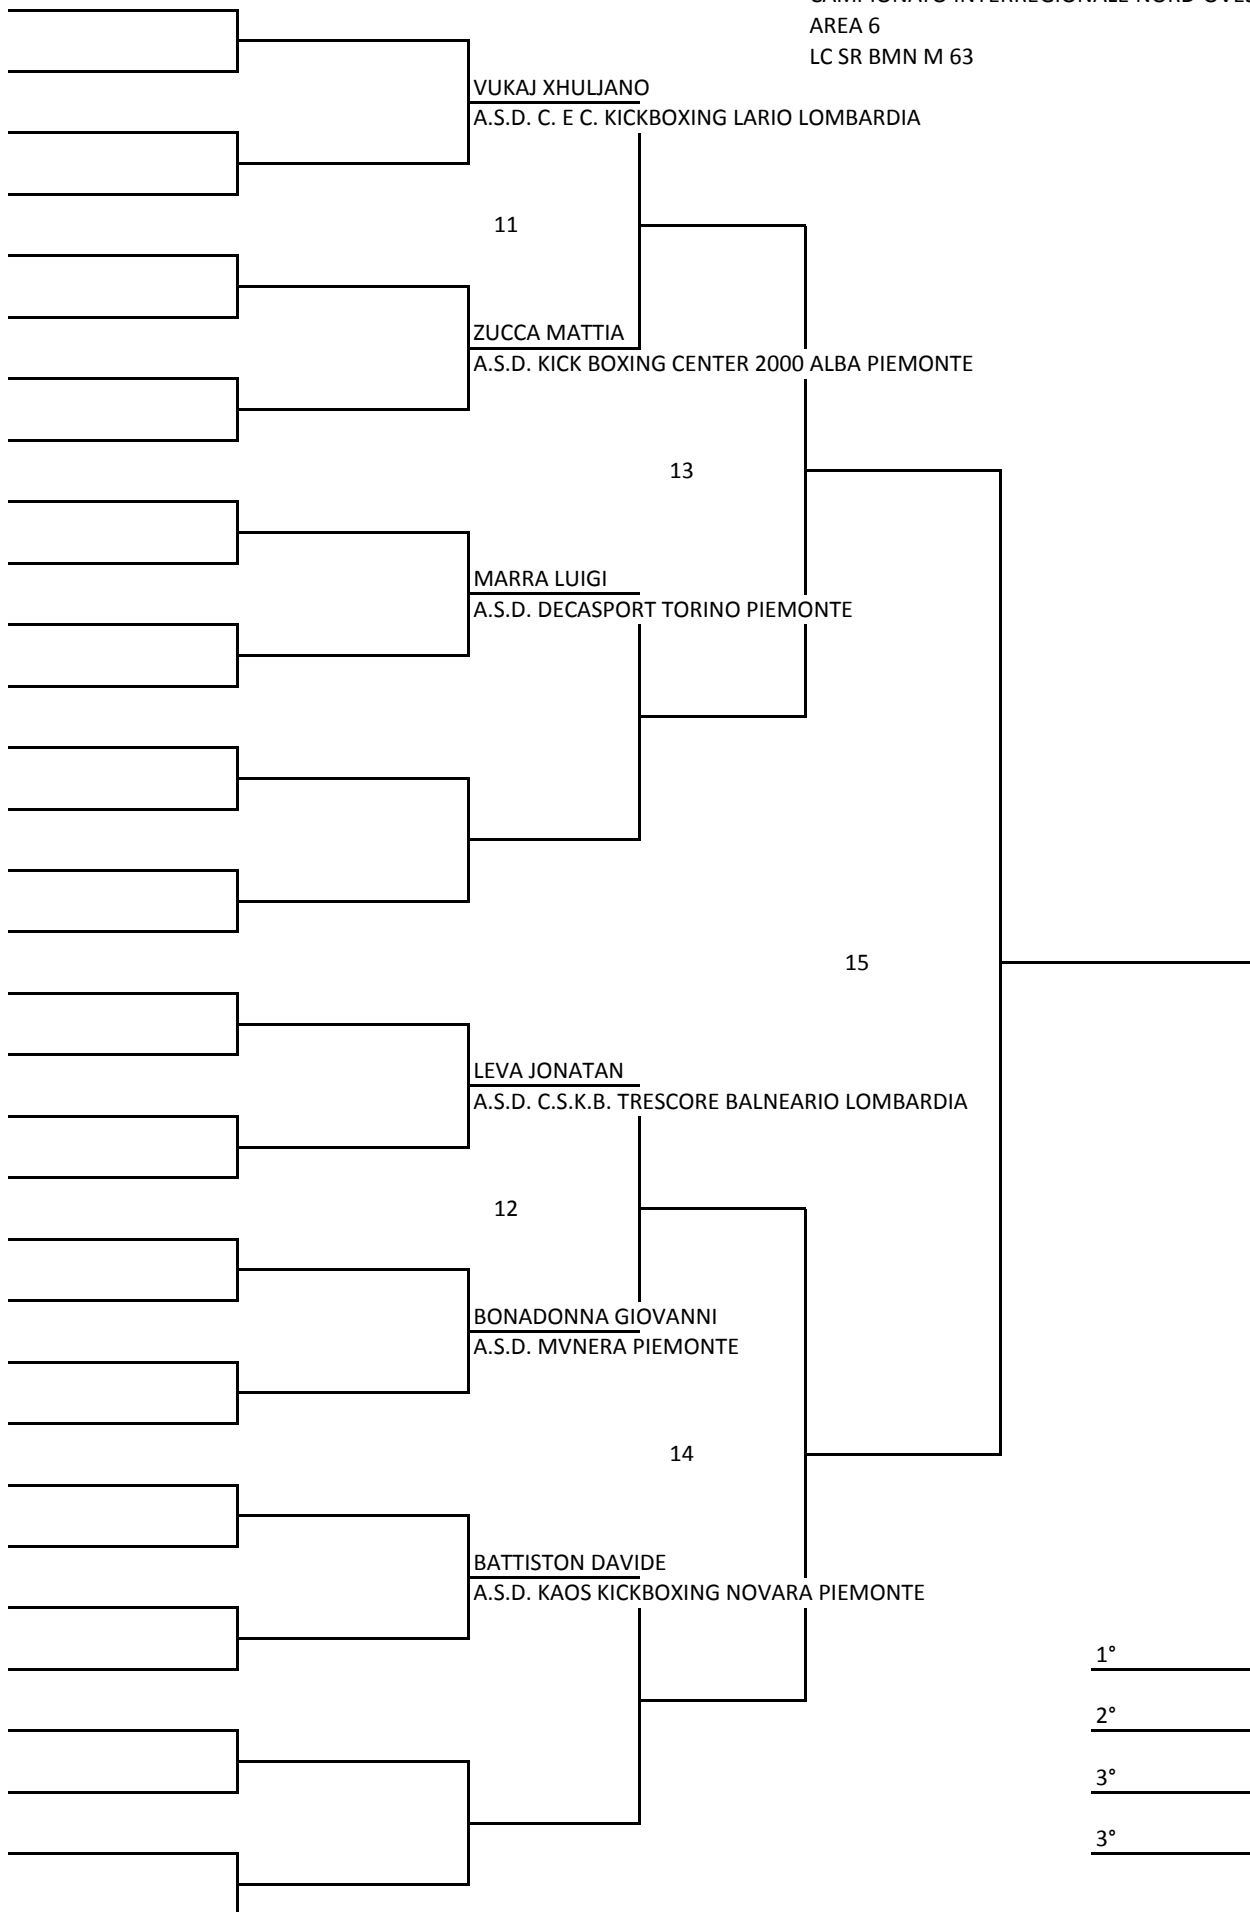 AREA 6
LC SR BMN M 63
VUKAJ XHULJANO
A.S.D. C. E C. KICKBOXING LARIO LOMBARDIA
11
ZUCCA MATTIA
A.S.D. KICK BOXING CENTER 2000 ALBA PIEMONTE
13
MARRA LUIGI
A.S.D. DECASPORT TORINO PIEMONTE
15
LEVA JONATAN
A.S.D. C.S.K.B. TRESCORE BALNEARIO LOMBARDIA
12
BONADONNA GIOVANNI
A.S.D. MVNERA PIEMONTE
14
BATTISTON DAVIDE
A.S.D. KAOS KICKBOXING NOVARA PIEMONTE
1°
2°
3°
3°